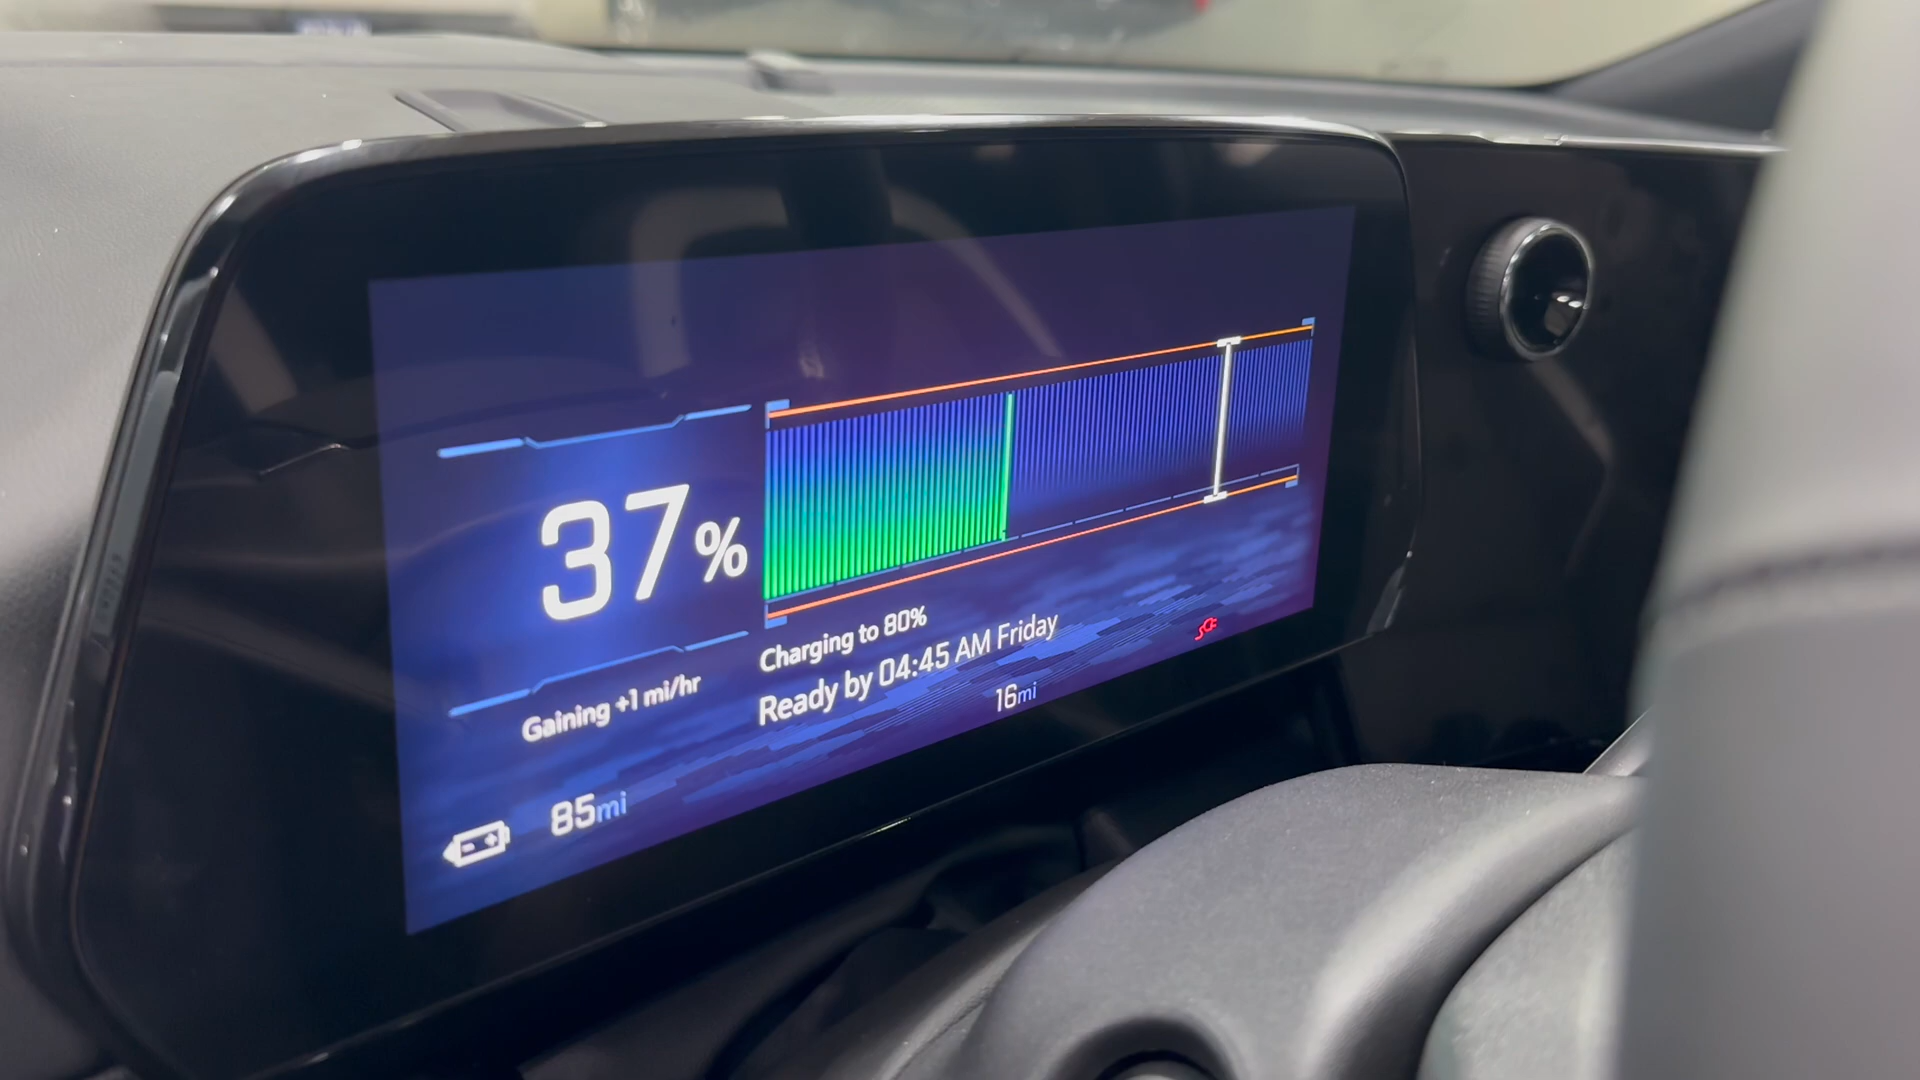 37%
Gaining +1 mi/hr
Charging to 80%
Ready by 04:45 AM Friday
85mi
16mi